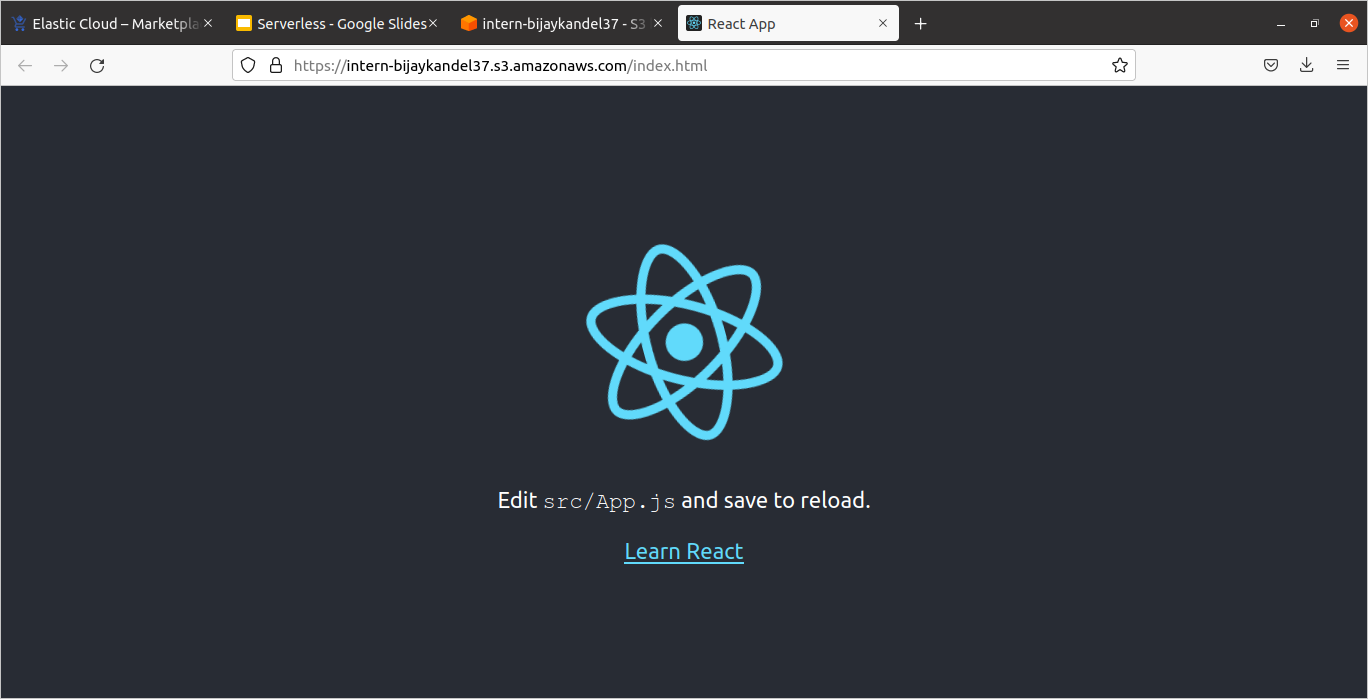 Elastic Cloud – Marketpla
Serverless - Google Slides
intern-bijaykandel37 - S3
React App
https://intern-bijaykandel37.s3.amazonaws.com/index.html
Edit src/App.js and save to reload.
Learn React